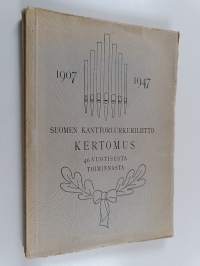 1907 1947
SUOMEN KANTTORIURKURILIITTO
KERTOMUS
40-VUOTISESTA
TOIMINNASTA